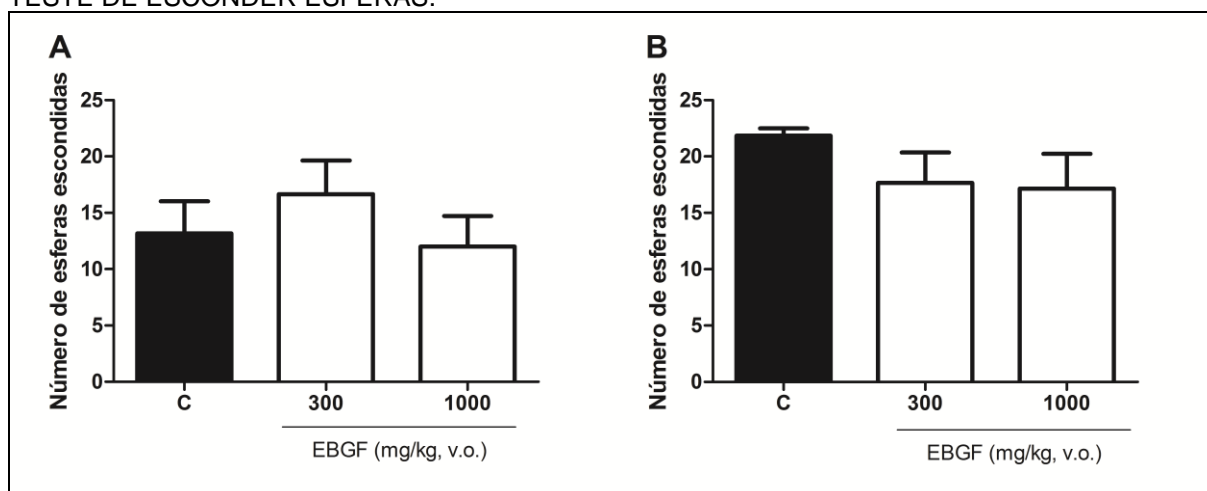 TESTE DE ESCONDER ESFERAS.
A
Número de esferas escondidas
25
20
15
10
5
0
C
300
1000
EBGF (mg/kg, v.o.)
B
Número de esferas escondidas
25
20
15
10
5
0
C
300
1000
EBGF (mg/kg, v.o.)